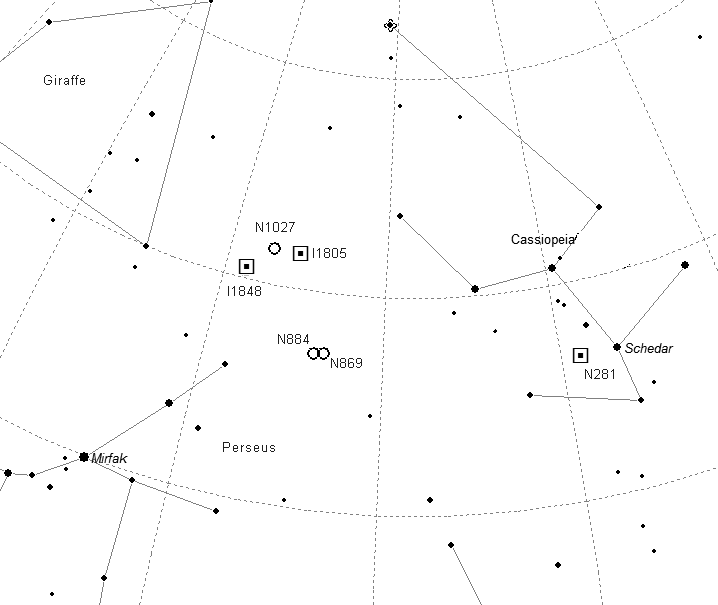 Giraffe
N1027
Cassiopeia
I1805
I1848
N884
N869
Schedar
N281
Perseus
Mirfak